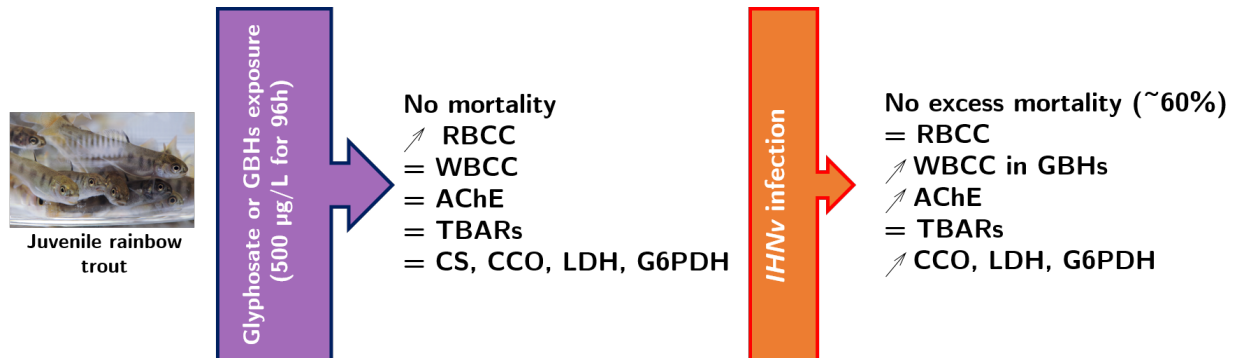 Juvenile rainbow
trout
Glyphosate or GBHs exposure
(500 µg/L for 96h)
No mortality
↗ RBCC
= WBCC
= AChE
= TBARs
= CS, CCO, LDH, G6PDH
IHNv infection
No excess mortality (~60%)
= RBCC
↗ WBCC in GBHs
↗ AChE
= TBARs
↗ CCO, LDH, G6PDH